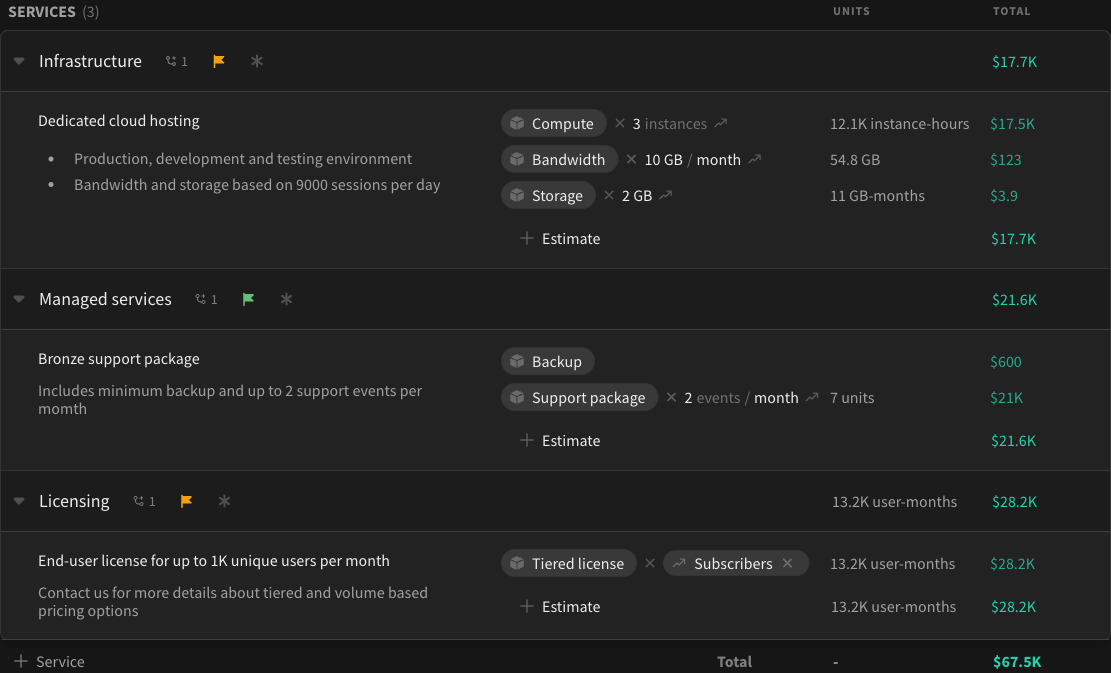 SERVICES (3) UNITS TOTAL
Infrastructure 1 $17.7K
Dedicated cloud hosting Compute × 3 instances 12.1K instance-hours $17.5K
• Production, development and testing environment Bandwidth × 10 GB / month 54.8 GB $123
• Bandwidth and storage based on 9000 sessions per day Storage × 2 GB 11 GB-months $3.9
+ Estimate $17.7K
Managed services 1 $21.6K
Bronze support package Backup $600
Includes minimum backup and up to 2 support events per Support package × 2 events / month 7 units $21K
momth
+ Estimate $21.6K
Licensing 1 13.2K user-months $28.2K
End-user license for up to 1K unique users per month Tiered license × Subscribers × 13.2K user-months $28.2K
Contact us for more details about tiered and volume based
pricing options + Estimate 13.2K user-months $28.2K
+ Service Total - $67.5K